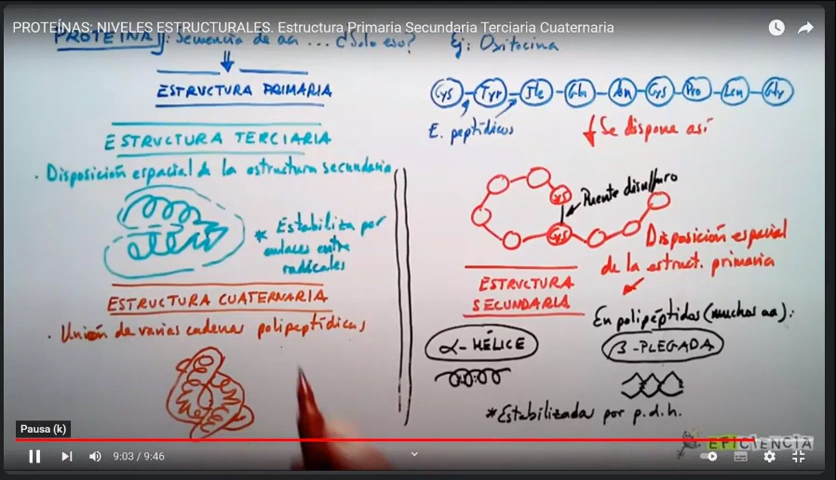 PROTEÍNAS: NIVELES ESTRUCTURALES. Estructura Primaria Secundaria Terciaria Cuaternaria
PROTEÍNA: Secuencia de aa ... ¿Solo eso?
ESTRUCTURA PRIMARIA
ESTRUCTURA TERCIARIA
· Disposición espacial de la estructura secundaria
* Estabiliza por
enlaces entre
radicales
ESTRUCTURA CUATERNARIA
· Unión de varias cadenas polipeptídicas
Ej: Oxitocina
Cys Tyr Ile Gln Asn Cys Pro Leu Gly
E. peptídicos
Se dispone así
Puente disulfuro
Cys
Cys
Disposición espacial
de la estruct. primaria
ESTRUCTURA
SECUNDARIA
En polipéptidos (muchos aa):
α-HÉLICE
β-PLEGADA
*Estabilizada por p.d.h.
Pausa (k)
9:03 / 9:46
EFICIENCIA